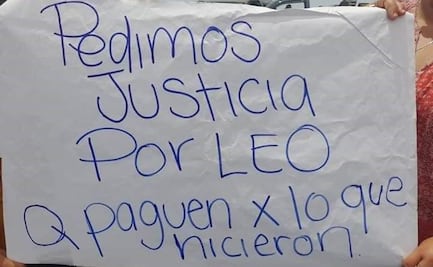 Pedimos
Justicia
Por LEO
Q paguen x lo que
hicieron.